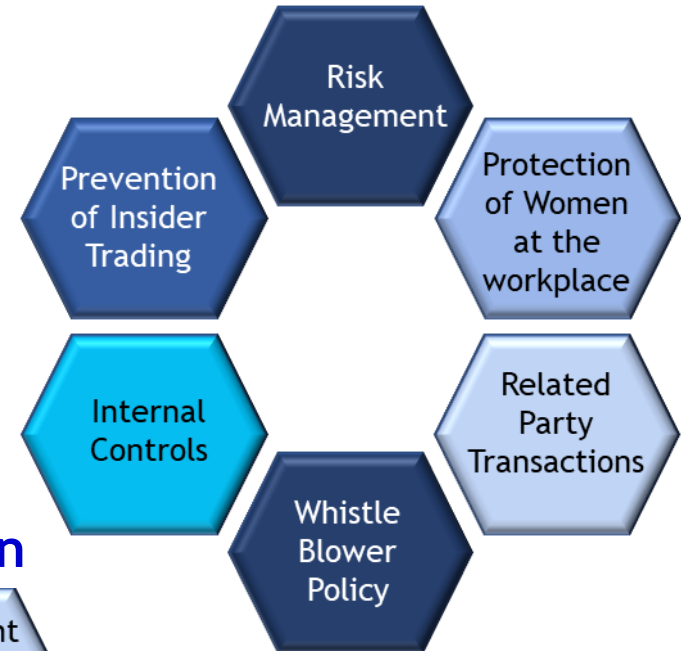 Risk
Management
Prevention
of Insider
Trading
Protection
of Women
at the
workplace
Internal
Controls
Related
Party
Transactions
Whistle
Blower
Policy
n
nt